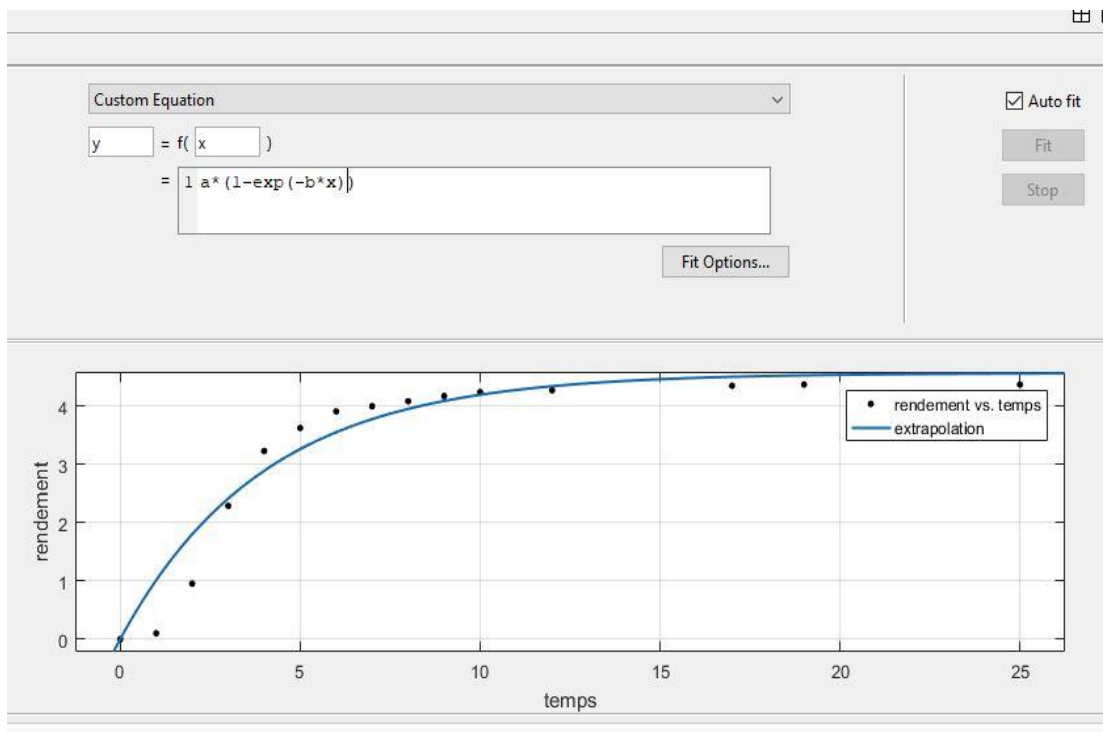 Custom Equation
Auto fit
y = f( x )
Fit
= 1 a*(1-exp(-b*x))
Stop
Fit Options...
rendement vs. temps
extrapolation
rendement
4
3
2
1
0
0 5 10 15 20 25
temps